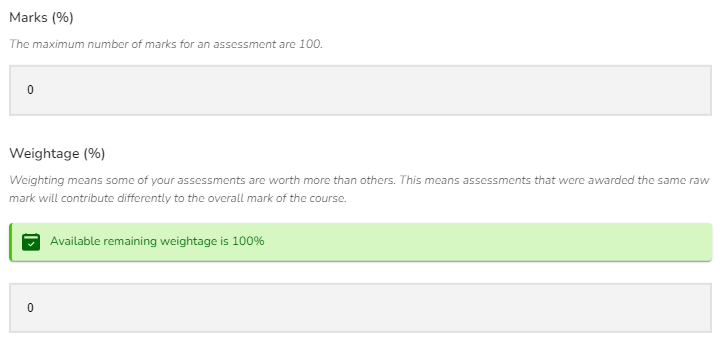 Marks (%)
The maximum number of marks for an assessment are 100.
0
Weightage (%)
Weighting means some of your assessments are worth more than others. This means assessments that were awarded the same raw
mark will contribute differently to the overall mark of the course.
Available remaining weightage is 100%
0